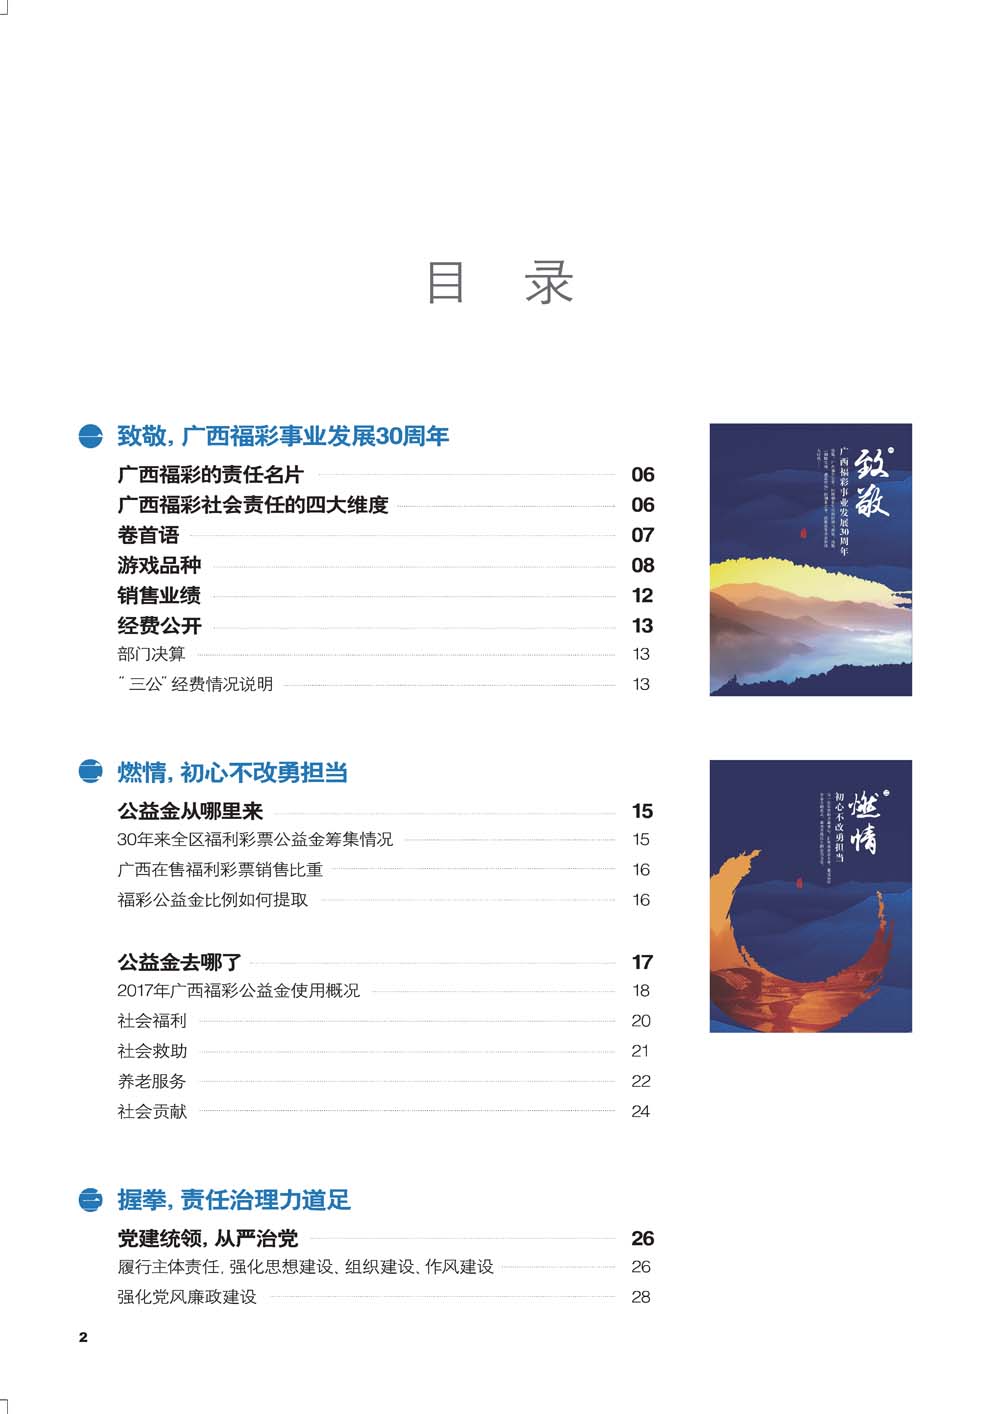 目 录
致敬，广西福彩事业发展30周年
广西福彩的责任名片 06
广西福彩社会责任的四大维度 06
卷首语 07
游戏品种 08
销售业绩 12
经费公开 13
部门决算 13
“三公”经费情况说明 13
致敬
广西福彩事业发展30周年
燃情，初心不改勇担当
公益金从哪里来 15
30年来全区福利彩票公益金筹集情况 15
广西在售福利彩票销售比重 16
福彩公益金比例如何提取 16
公益金去哪了 17
2017年广西福彩公益金使用概况 18
社会福利 20
社会救助 21
养老服务 22
社会贡献 24
燃情
初心不改勇担当
握拳，责任治理力道足
党建统领，从严治党 26
履行主体责任，强化思想建设、组织建设、作风建设 26
强化党风廉政建设 28
2